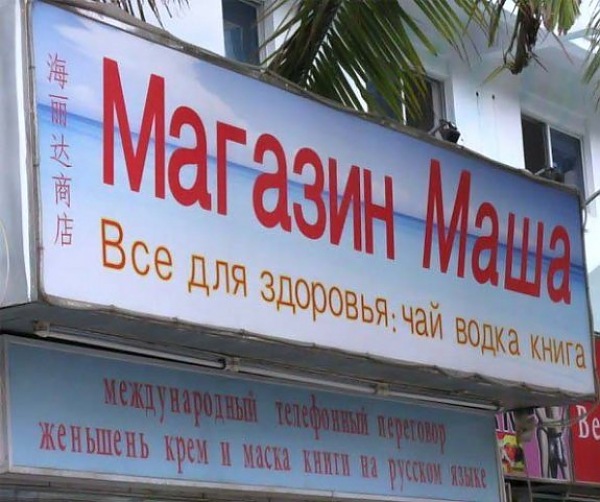 海丽达商店
Магазин Маша
Все для здоровья: чай водка книга
международный телефонный переговор
женьшень крем и маска книги на русском языке
Ве